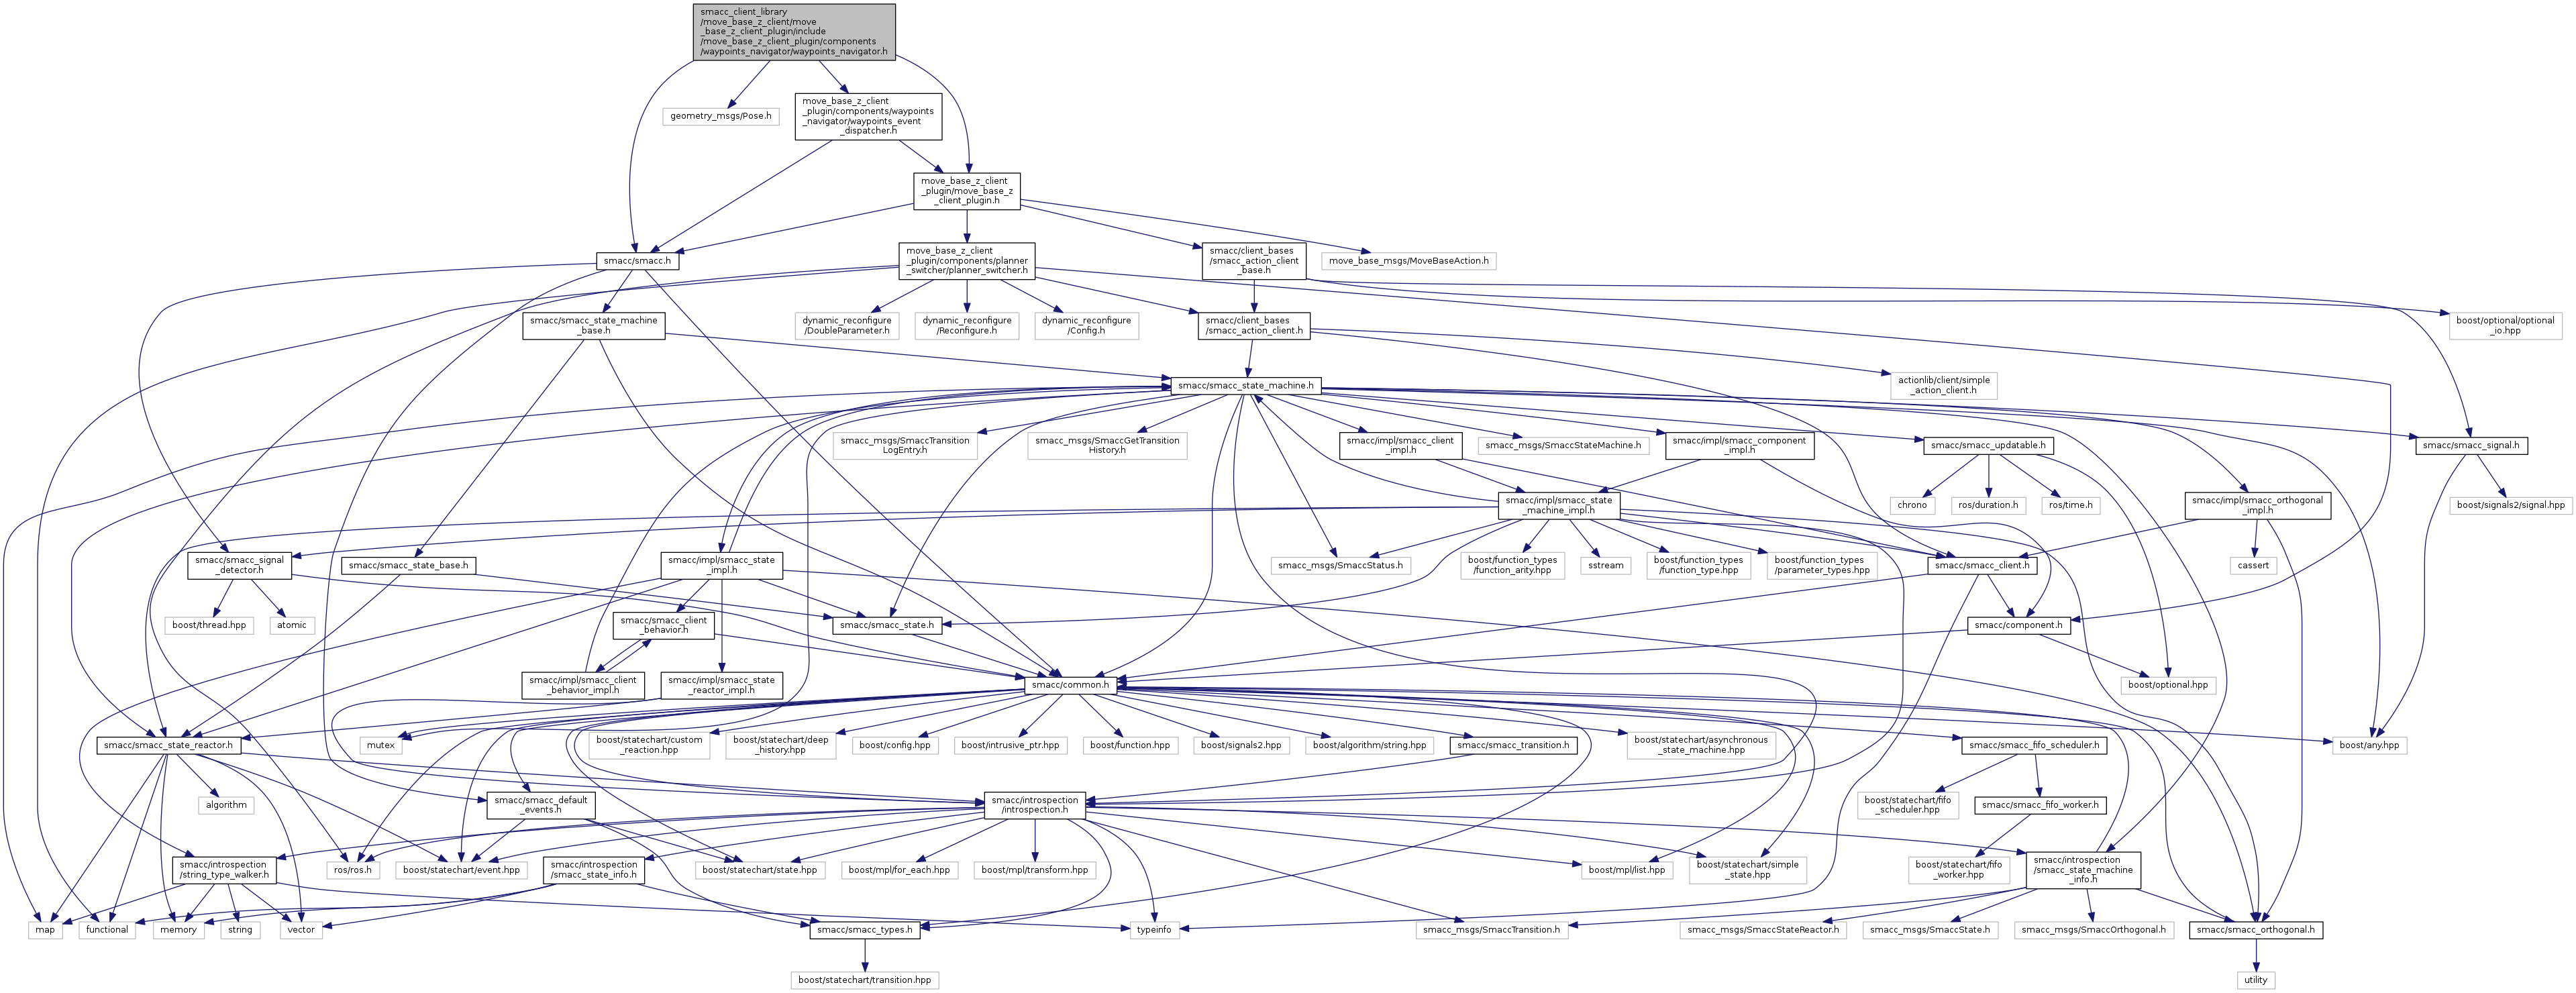 smacc_client_library
/move_base_z_client/move
_base_z_client_plugin/include
/move_base_z_client_plugin/components
/waypoints_navigator/waypoints_navigator.h
geometry_msgs/Pose.h
move_base_z_client
_plugin/components/waypoints
_navigator/waypoints_event
_dispatcher.h
move_base_z_client
_plugin/move_base_z
_client_plugin.h
smacc/smacc.h
move_base_z_client
_plugin/components/planner
_switcher/planner_switcher.h
smacc/client_bases
/smacc_action_client
_base.h
move_base_msgs/MoveBaseAction.h
smacc/smacc_state_machine
_base.h
dynamic_reconfigure
/DoubleParameter.h
dynamic_reconfigure
/Reconfigure.h
dynamic_reconfigure
/Config.h
smacc/client_bases
/smacc_action_client.h
boost/optional/optional
_io.hpp
smacc/smacc_state_machine.h
actionlib/client/simple
_action_client.h
smacc_msgs/SmaccTransition
LogEntry.h
smacc_msgs/SmaccGetTransition
History.h
smacc/impl/smacc_client
_impl.h
smacc_msgs/SmaccStateMachine.h
smacc/impl/smacc_component
_impl.h
smacc/smacc_updatable.h
smacc/smacc_signal.h
smacc/impl/smacc_state
_machine_impl.h
chrono
ros/duration.h
ros/time.h
smacc/impl/smacc_orthogonal
_impl.h
boost/signals2/signal.hpp
smacc/smacc_signal
_detector.h
smacc/smacc_state_base.h
smacc/impl/smacc_state
_impl.h
smacc_msgs/SmaccStatus.h
boost/function_types
/function_arity.hpp
sstream
boost/function_types
/function_type.hpp
boost/function_types
/parameter_types.hpp
smacc/smacc_client.h
cassert
boost/thread.hpp
atomic
smacc/smacc_client
_behavior.h
smacc/smacc_state.h
smacc/component.h
smacc/impl/smacc_client
_behavior_impl.h
smacc/impl/smacc_state
_reactor_impl.h
smacc/common.h
boost/optional.hpp
smacc/smacc_state_reactor.h
mutex
boost/statechart/custom
_reaction.hpp
boost/statechart/deep
_history.hpp
boost/config.hpp
boost/intrusive_ptr.hpp
boost/function.hpp
boost/signals2.hpp
boost/algorithm/string.hpp
smacc/smacc_transition.h
boost/statechart/asynchronous
_state_machine.hpp
smacc/smacc_fifo_scheduler.h
boost/any.hpp
algorithm
smacc/smacc_default
_events.h
smacc/introspection
/introspection.h
boost/statechart/fifo
_scheduler.hpp
smacc/smacc_fifo_worker.h
smacc/introspection
/string_type_walker.h
ros/ros.h
boost/statechart/event.hpp
smacc/introspection
/smacc_state_info.h
boost/statechart/state.hpp
boost/mpl/for_each.hpp
boost/mpl/transform.hpp
boost/mpl/list.hpp
boost/statechart/simple
_state.hpp
boost/statechart/fifo
_worker.hpp
smacc/introspection
/smacc_state_machine
_info.h
map
functional
memory
string
vector
smacc/smacc_types.h
typeinfo
smacc_msgs/SmaccTransition.h
smacc_msgs/SmaccStateReactor.h
smacc_msgs/SmaccState.h
smacc_msgs/SmaccOrthogonal.h
smacc/smacc_orthogonal.h
boost/statechart/transition.hpp
utility